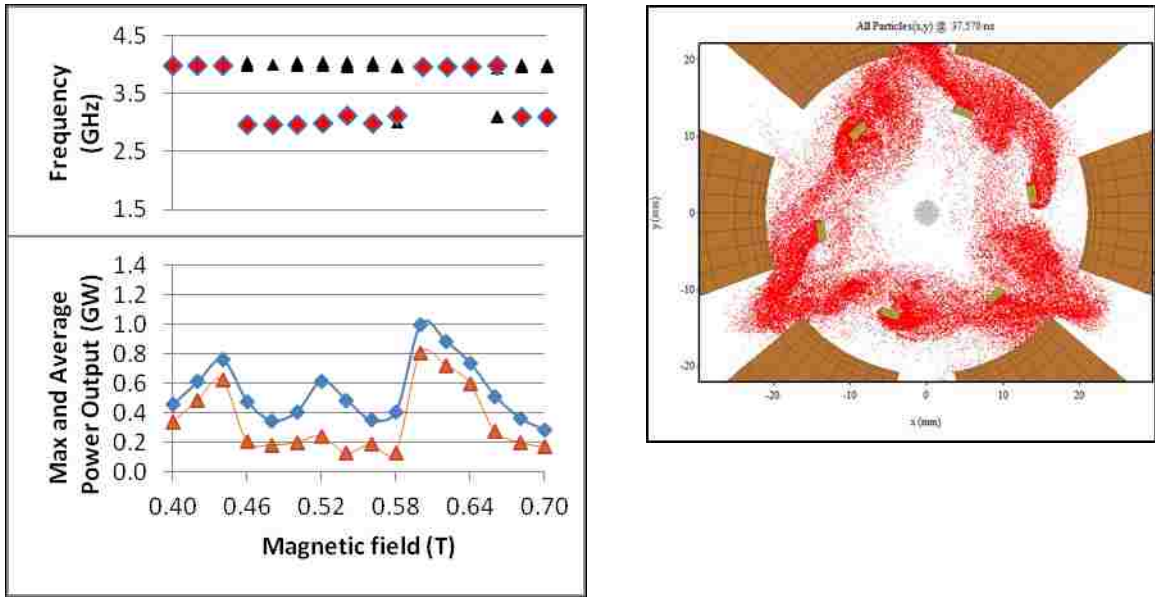 Frequency
(GHz)
4.5
3.5
2.5
1.5
Max and Average
Power Output (GW)
1.4
1.2
1.0
0.8
0.6
0.4
0.2
0.0
0.40 0.46 0.52 0.58 0.64 0.70
Magnetic field (T)
All Particles(x,y) @ 37.570 ns
y (mm)
20
10
0
-10
-20
-20 -10 0 10 20
x (mm)